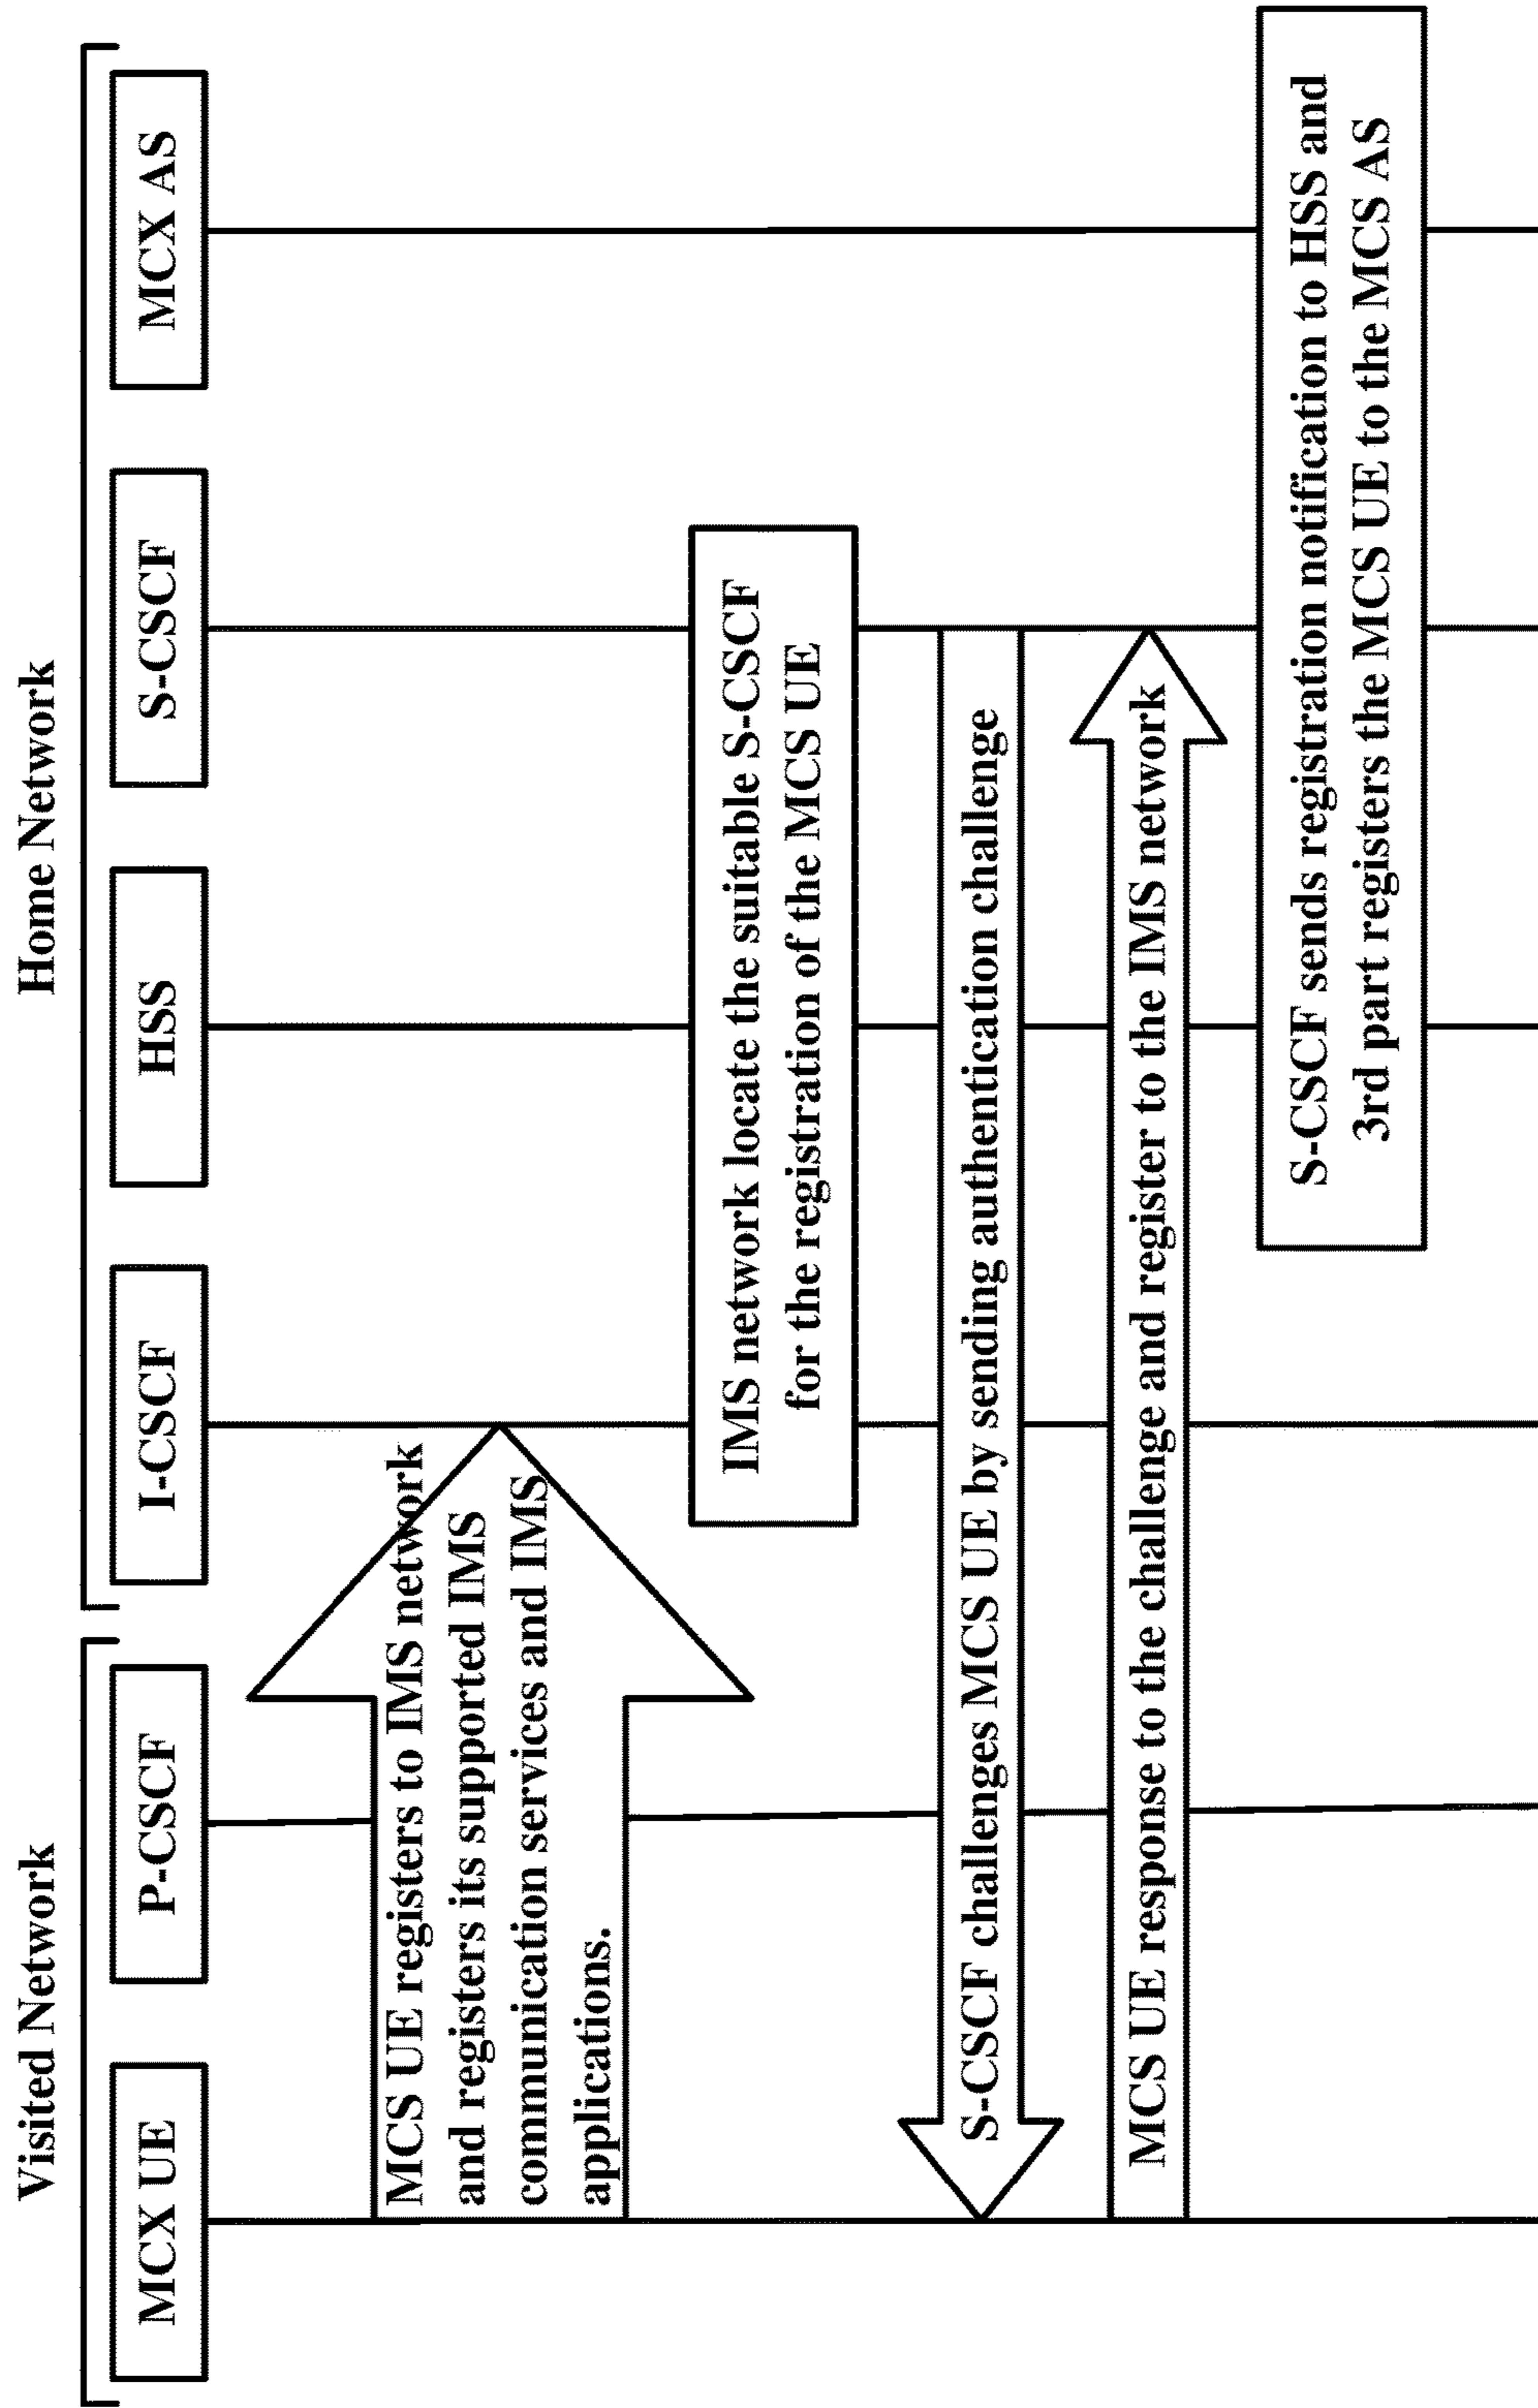 Visited Network
Home Network
MCX UE
P-CSCF
I-CSCF
HSS
S-CSCF
MCX AS
MCS UE registers to IMS network
and registers its supported IMS
communication services and IMS
applications.
IMS network locate the suitable S-CSCF
for the registration of the MCS UE
S-CSCF challenges MCS UE by sending authentication challenge
MCS UE response to the challenge and register to the IMS network
S-CSCF sends registration notification to HSS and
3rd part registers the MCS UE to the MCS AS